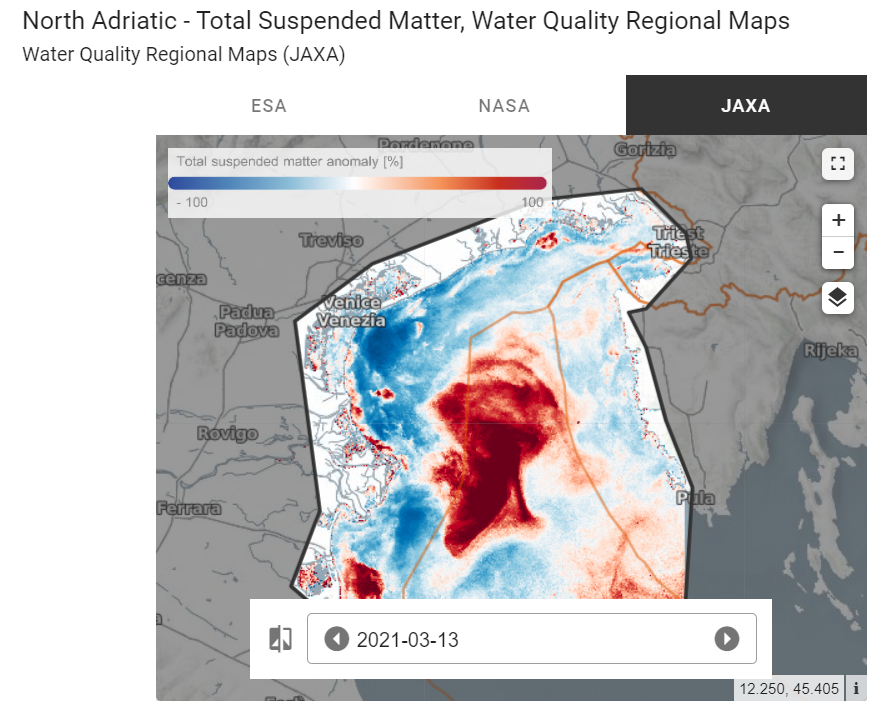 North Adriatic - Total Suspended Matter, Water Quality Regional Maps
Water Quality Regional Maps (JAXA)
ESA
NASA
JAXA
Pordenone
Gorizia
Total suspended matter anomaly [%]
- 100
100
+
−
Treviso
Triest
Trieste
cenza
Venice
Venezia
Padua
Padova
Rijeka
Rovigo
Pula
Ferrara
2021-03-13
12.250, 45.405
i